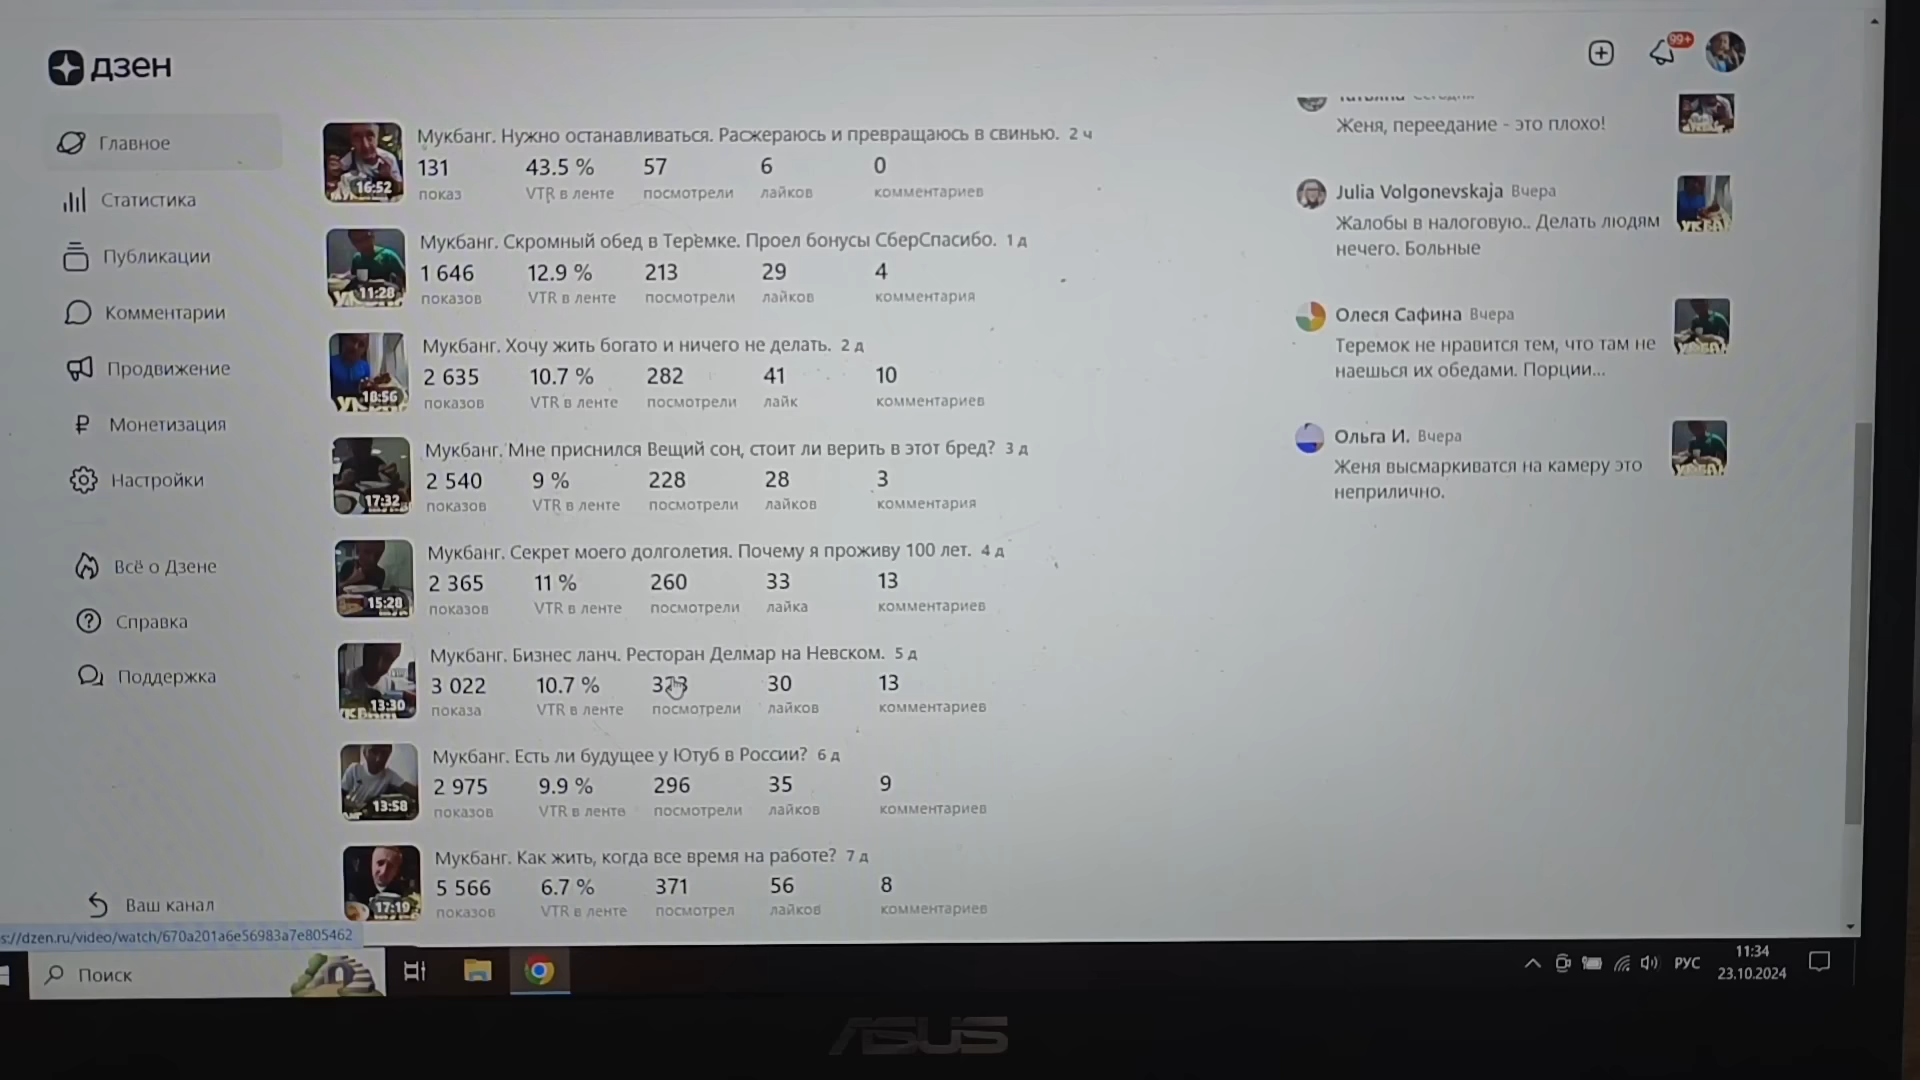 дзен
99+
Главное
Статистика
Публикации
Комментарии
Продвижение
Монетизация
Настройки
Всё о Дзене
Справка
Поддержка
Ваш канал
Мукбанг. Нужно останавливаться. Разжераюсь и превращаюсь в свинью. 2 ч
131 43.5 % 57 6 0
показ VTR в ленте посмотрели лайков комментариев
16:52
Мукбанг. Скромный обед в Теремке. Проел бонусы СберСпасибо. 1 д
1 646 12.9 % 213 29 4
показов VTR в ленте посмотрели лайков комментария
11:28
Мукбанг. Хочу жить богато и ничего не делать. 2 д
2 635 10.7 % 282 41 10
показов VTR в ленте посмотрели лайк комментариев
18:56
Мукбанг. Мне приснился Вещий сон, стоит ли верить в этот бред? 3 д
2 540 9 % 228 28 3
показов VTR в ленте посмотрели лайков комментария
17:32
Мукбанг. Секрет моего долголетия. Почему я проживу 100 лет. 4 д
2 365 11 % 260 33 13
показов VTR в ленте посмотрели лайка комментариев
15:28
Мукбанг. Бизнес ланч. Ресторан Делмар на Невском. 5 д
3 022 10.7 % 30 13
показа VTR в ленте посмотрели лайков комментариев
13:30
Мукбанг. Есть ли будущее у Ютуб в России? 6 д
2 975 9.9 % 296 35 9
показов VTR в ленте посмотрели лайков комментариев
13:58
Мукбанг. Как жить, когда все время на работе? 7 д
5 566 6.7 % 371 56 8
показов VTR в ленте посмотрел лайков комментариев
17:19
Женя, переедание - это плохо!
Julia Volgonevskaja Вчера
Жалобы в налоговую.. Делать людям
нечего. Больные
Олеся Сафина Вчера
Теремок не нравится тем, что там не
наешься их обедами. Порции...
Ольга И. Вчера
Женя высмаркиватся на камеру это
неприлично.
s://dzen.ru/video/watch/670a201a6e56983a7e805462
Поиск
РУС
11:34
23.10.2024
ASUS